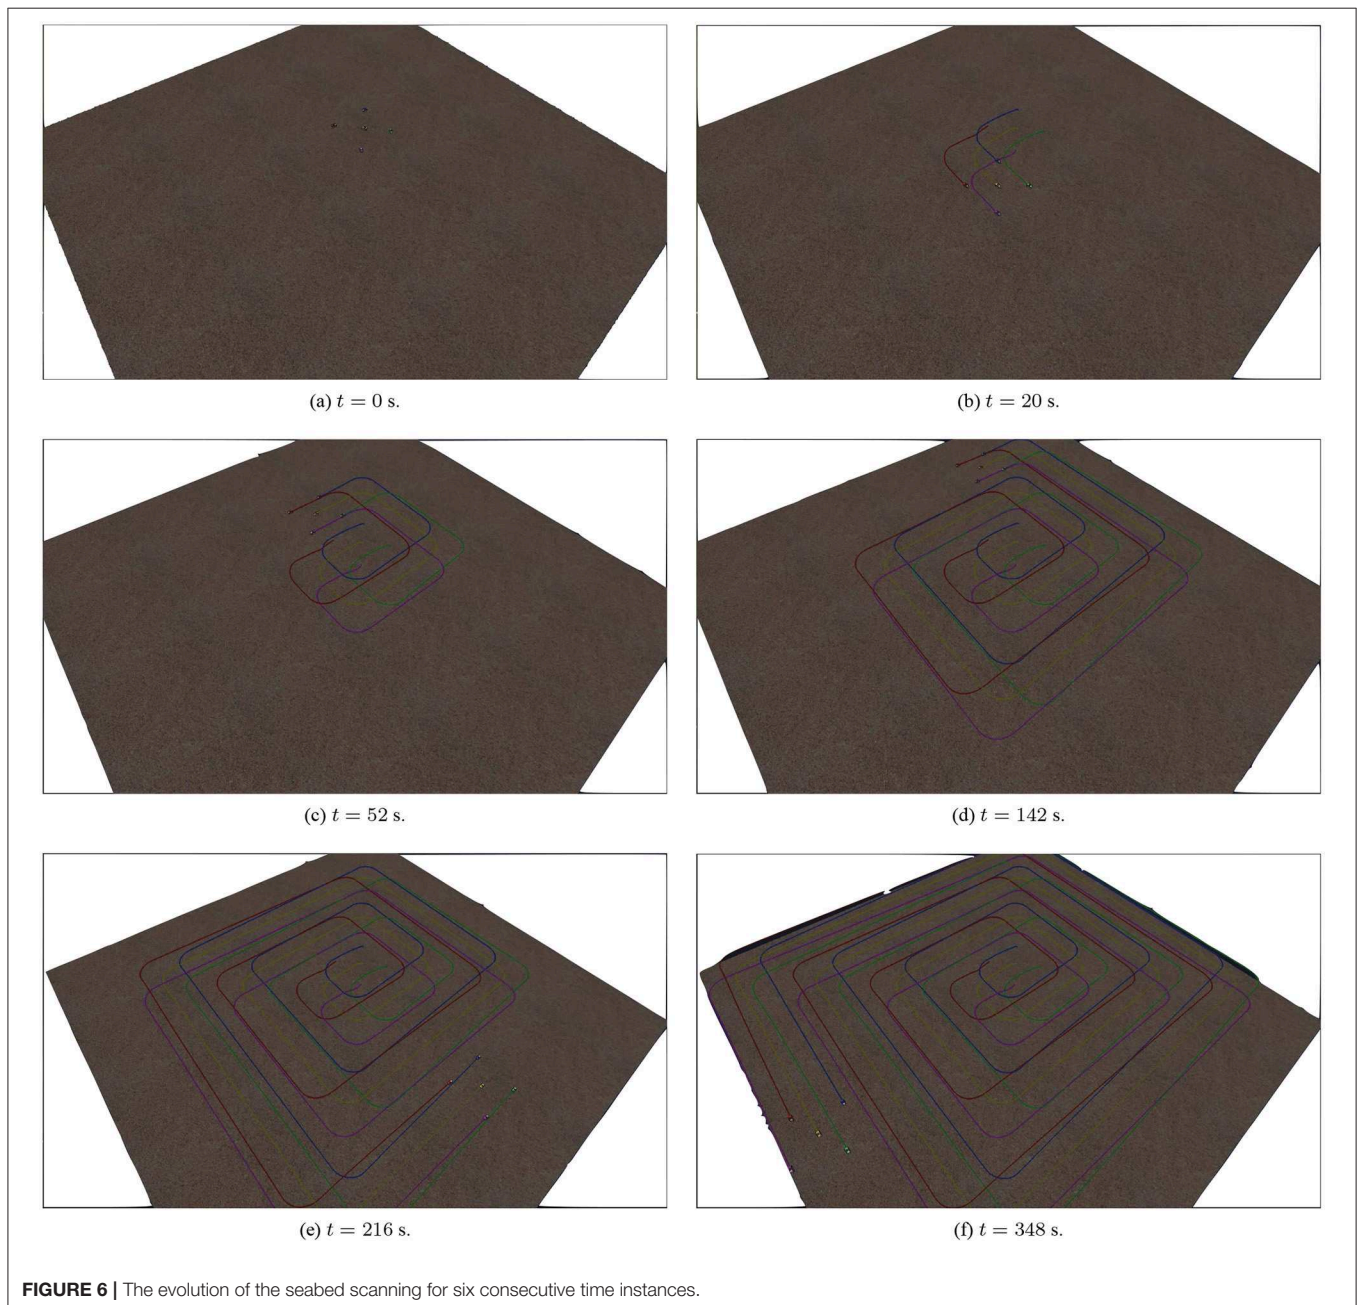 (a) t = 0 s.
(b) t = 20 s.
(c) t = 52 s.
(d) t = 142 s.
(e) t = 216 s.
(f) t = 348 s.
FIGURE 6 | The evolution of the seabed scanning for six consecutive time instances.